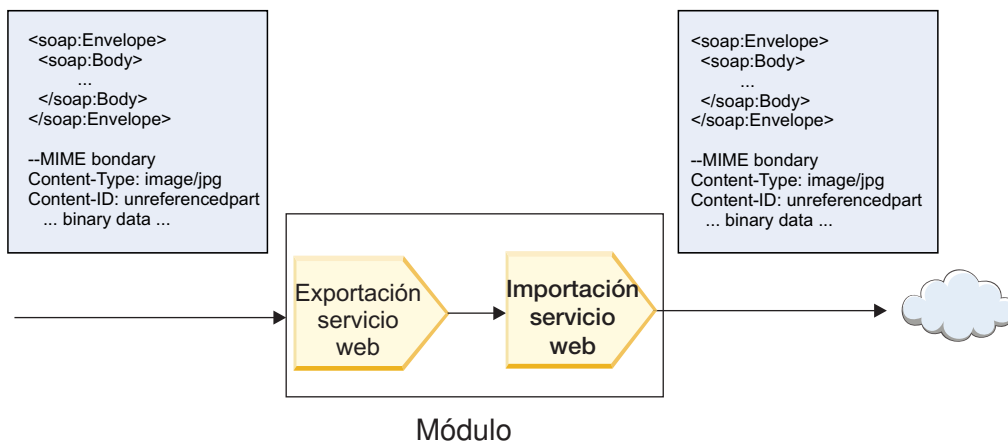 <soap:Envelope>
<soap:Body>
...
</soap:Body>
</soap:Envelope>
--MIME bondary
Content-Type: image/jpg
Content-ID: unreferencedpart
... binary data ...
<soap:Envelope>
<soap:Body>
...
</soap:Body>
</soap:Envelope>
--MIME bondary
Content-Type: image/jpg
Content-ID: unreferencedpart
... binary data ...
Exportación
servicio
web
Importación
servicio
web
Módulo